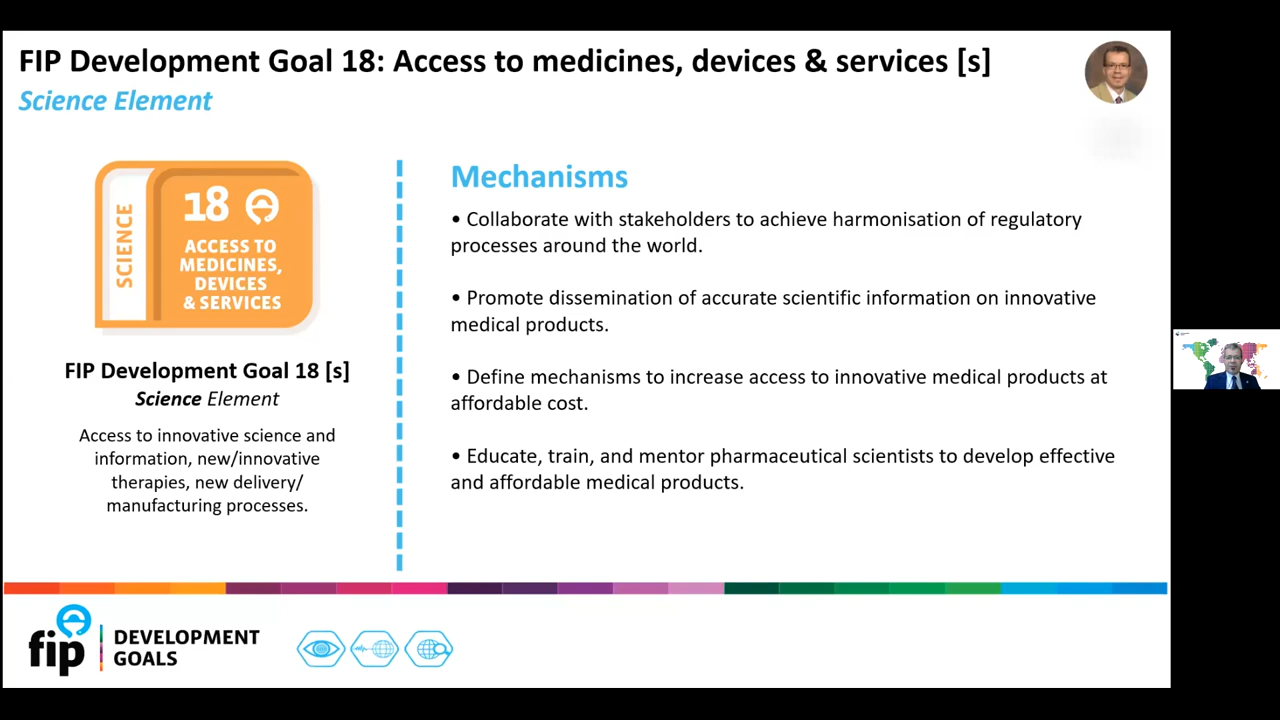 FIP Development Goal 18: Access to medicines, devices & services [s]
Science Element
SCIENCE
18
ACCESS TO
MEDICINES,
DEVICES
& SERVICES
FIP Development Goal 18 [s]
Science Element
Access to innovative science and
information, new/innovative
therapies, new delivery/
manufacturing processes.
Mechanisms
• Collaborate with stakeholders to achieve harmonisation of regulatory
processes around the world.
• Promote dissemination of accurate scientific information on innovative
medical products.
• Define mechanisms to increase access to innovative medical products at
affordable cost.
• Educate, train, and mentor pharmaceutical scientists to develop effective
and affordable medical products.
fip
DEVELOPMENT
GOALS